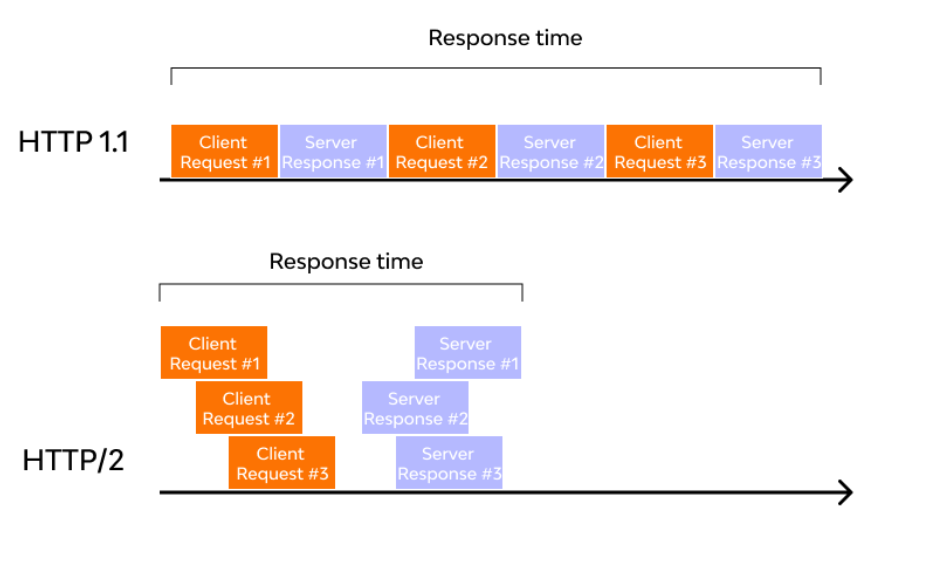 Response time
HTTP 1.1
Client
Request #1
Server
Response #1
Client
Request #2
Server
Response #2
Client
Request #3
Server
Response #3
Response time
Client
Request #1
Server
Response #1
Client
Request #2
Server
Response #2
HTTP/2
Client
Request #3
Server
Response #3